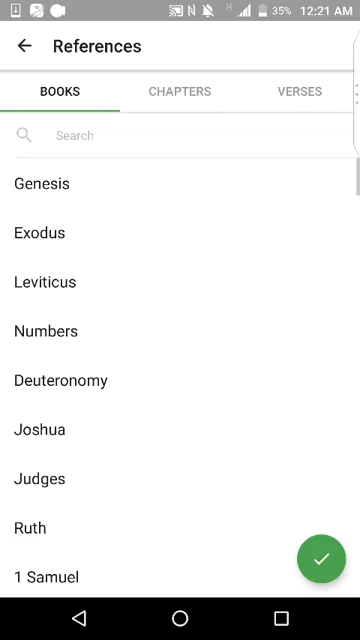 H 35% 12:21 AM
References
BOOKS CHAPTERS VERSES
Search
Genesis
Exodus
Leviticus
Numbers
Deuteronomy
Joshua
Judges
Ruth
1 Samuel